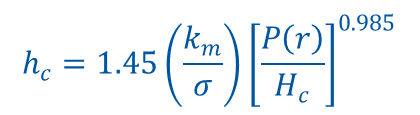 h_c = 1.45 (k_m / σ) [P(r) / H_c]^0.985